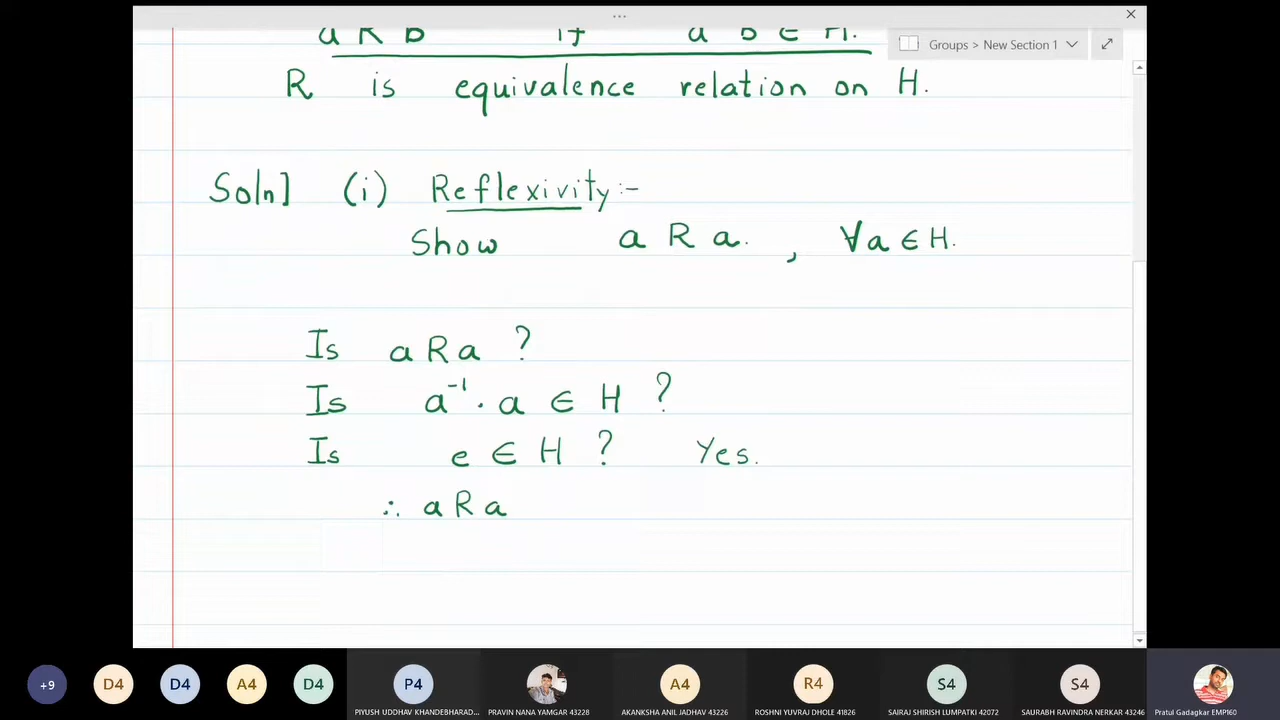 ...
a R b if a b ∈ H.
Groups > New Section 1
R is equivalence relation on H.
Soln] (i) Reflexivity :-
Show a R a. , ∀a ∈ H.
Is a R a ?
Is a⁻¹ . a ∈ H ?
Is e ∈ H ? Yes.
∴ a R a
+9 D4 D4 A4 D4 P4 A4 R4 S4 S4
PIYUSH UDDHAV KHANDEBHARAD... PRAVIN NANA YAMGAR 43228 AKANKSHA ANIL JADHAV 43226 ROSHNI YUVRAJ DHOLE 41826 SAIRAJ SHIRISH LUMPATKI 42072 SAURABH RAVINDRA NERKAR 43246 Pratul Gadagkar EMP160